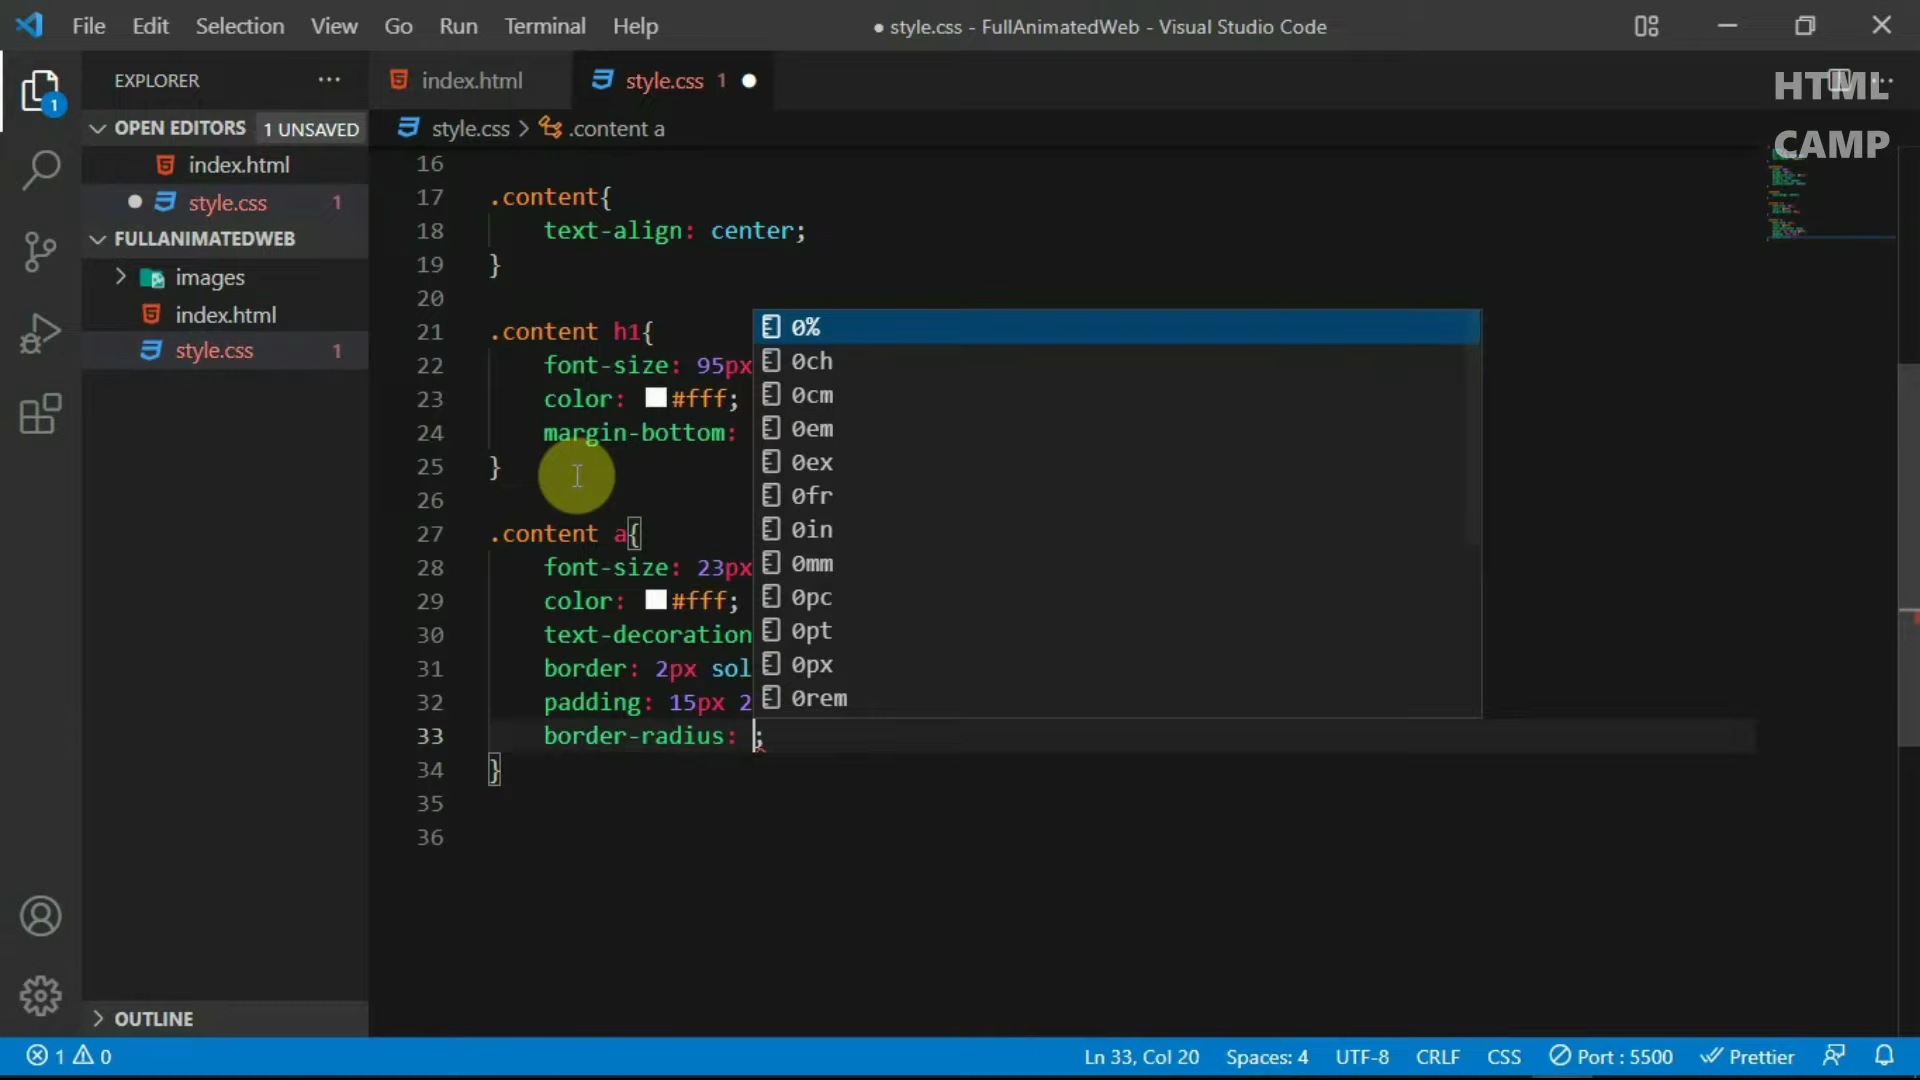 File Edit Selection View Go Run Terminal Help
● style.css - FullAnimatedWeb - Visual Studio Code
HTML
CAMP
EXPLORER
OPEN EDITORS 1 UNSAVED
index.html
style.css 1
FULLANIMATEDWEB
images
index.html
style.css 1
OUTLINE
1
index.html
style.css 1
style.css > .content a
16
17 .content{
18 text-align: center;
19 }
20
21 .content h1{
22 font-size: 95px
23 color: #fff;
24 margin-bottom:
25 }
26
27 .content a{
28 font-size: 23px
29 color: #fff;
30 text-decoration
31 border: 2px sol
32 padding: 15px 2
33 border-radius: ;
34 }
35
36
0%
0ch
0cm
0em
0ex
0fr
0in
0mm
0pc
0pt
0px
0rem
1 0
Ln 33, Col 20 Spaces: 4 UTF-8 CRLF CSS Port : 5500 Prettier